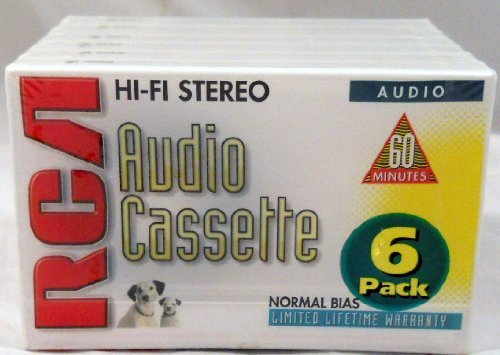 RCA
HI-FI STEREO
AUDIO
Audio
Cassette
60
MINUTES
6
Pack
NORMAL BIAS
LIMITED LIFETIME WARRANTY